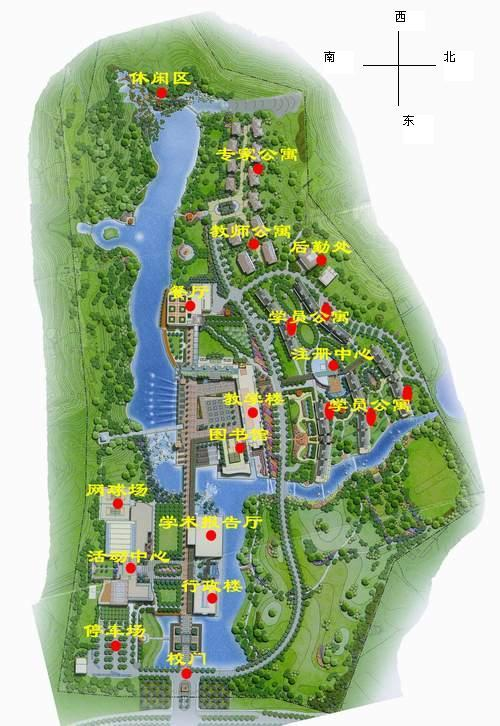 西
南
北
东
休闲区
专家公寓
教师公寓
后勤处
餐厅
学员公寓
注册中心
教学楼
学员公寓
图书馆
网球场
学术报告厅
活动中心
行政楼
停车场
校门